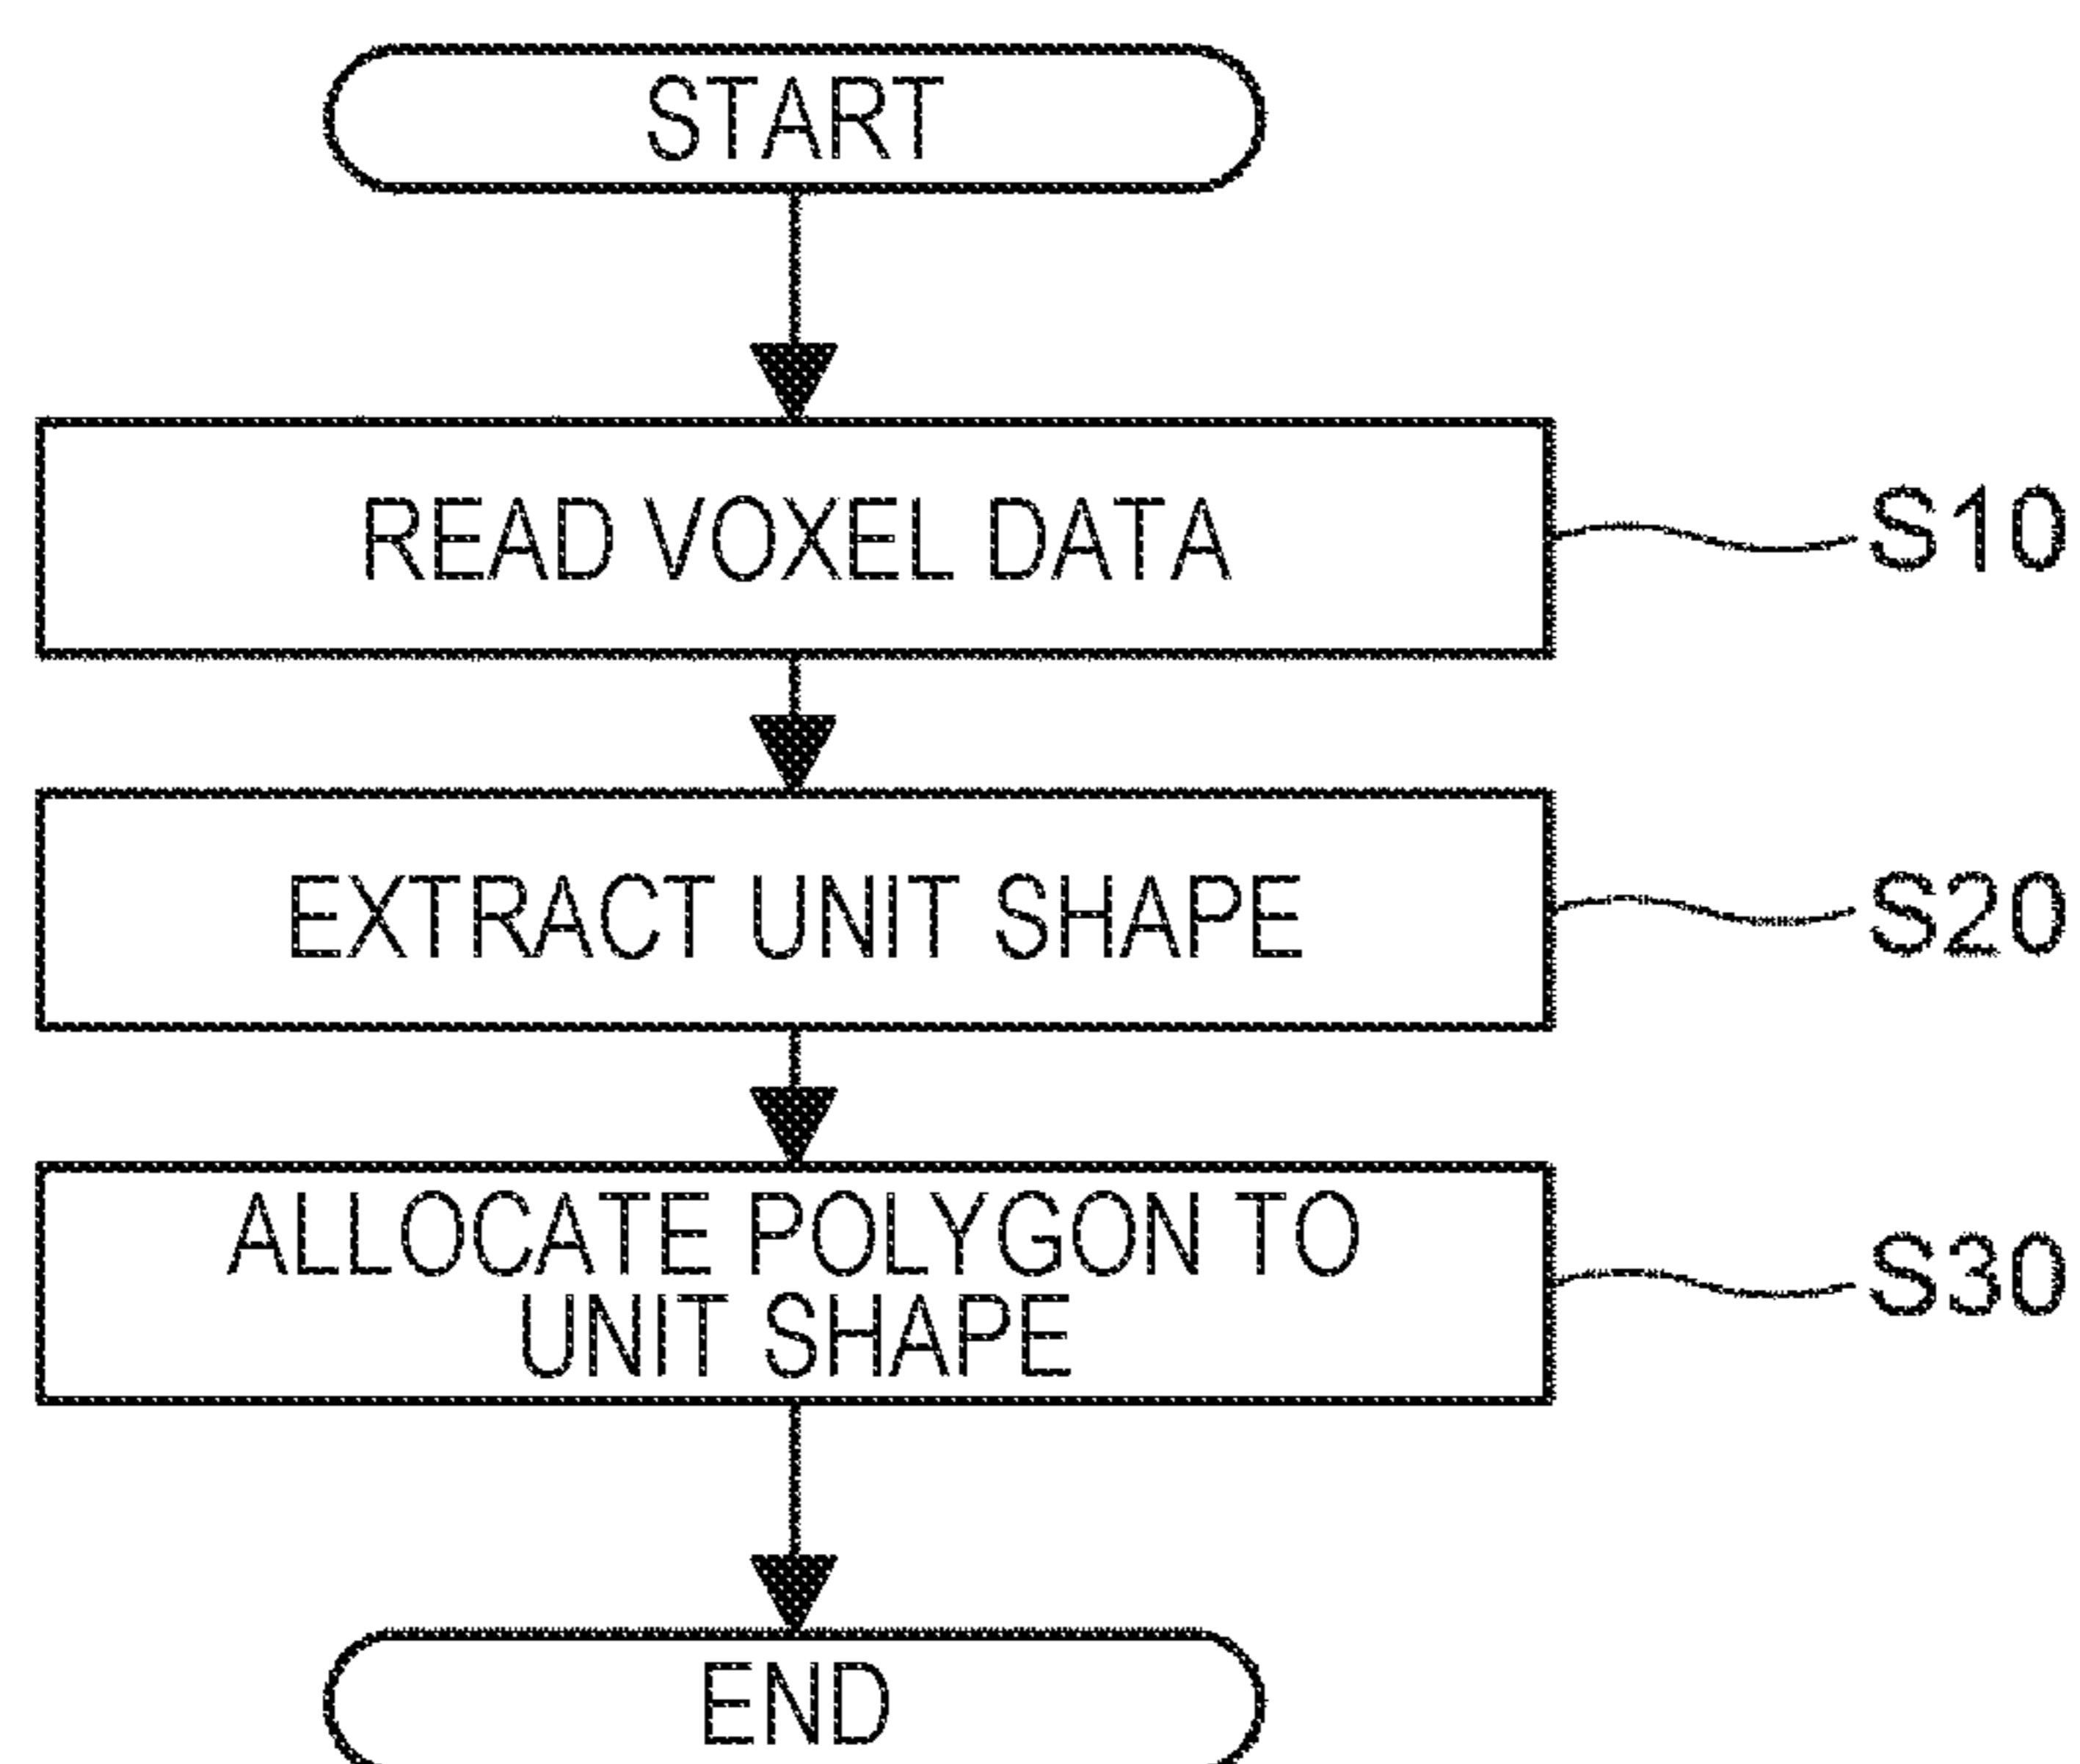 START
READ VOXEL DATA
S10
EXTRACT UNIT SHAPE
S20
ALLOCATE POLYGON TO
UNIT SHAPE
S30
END